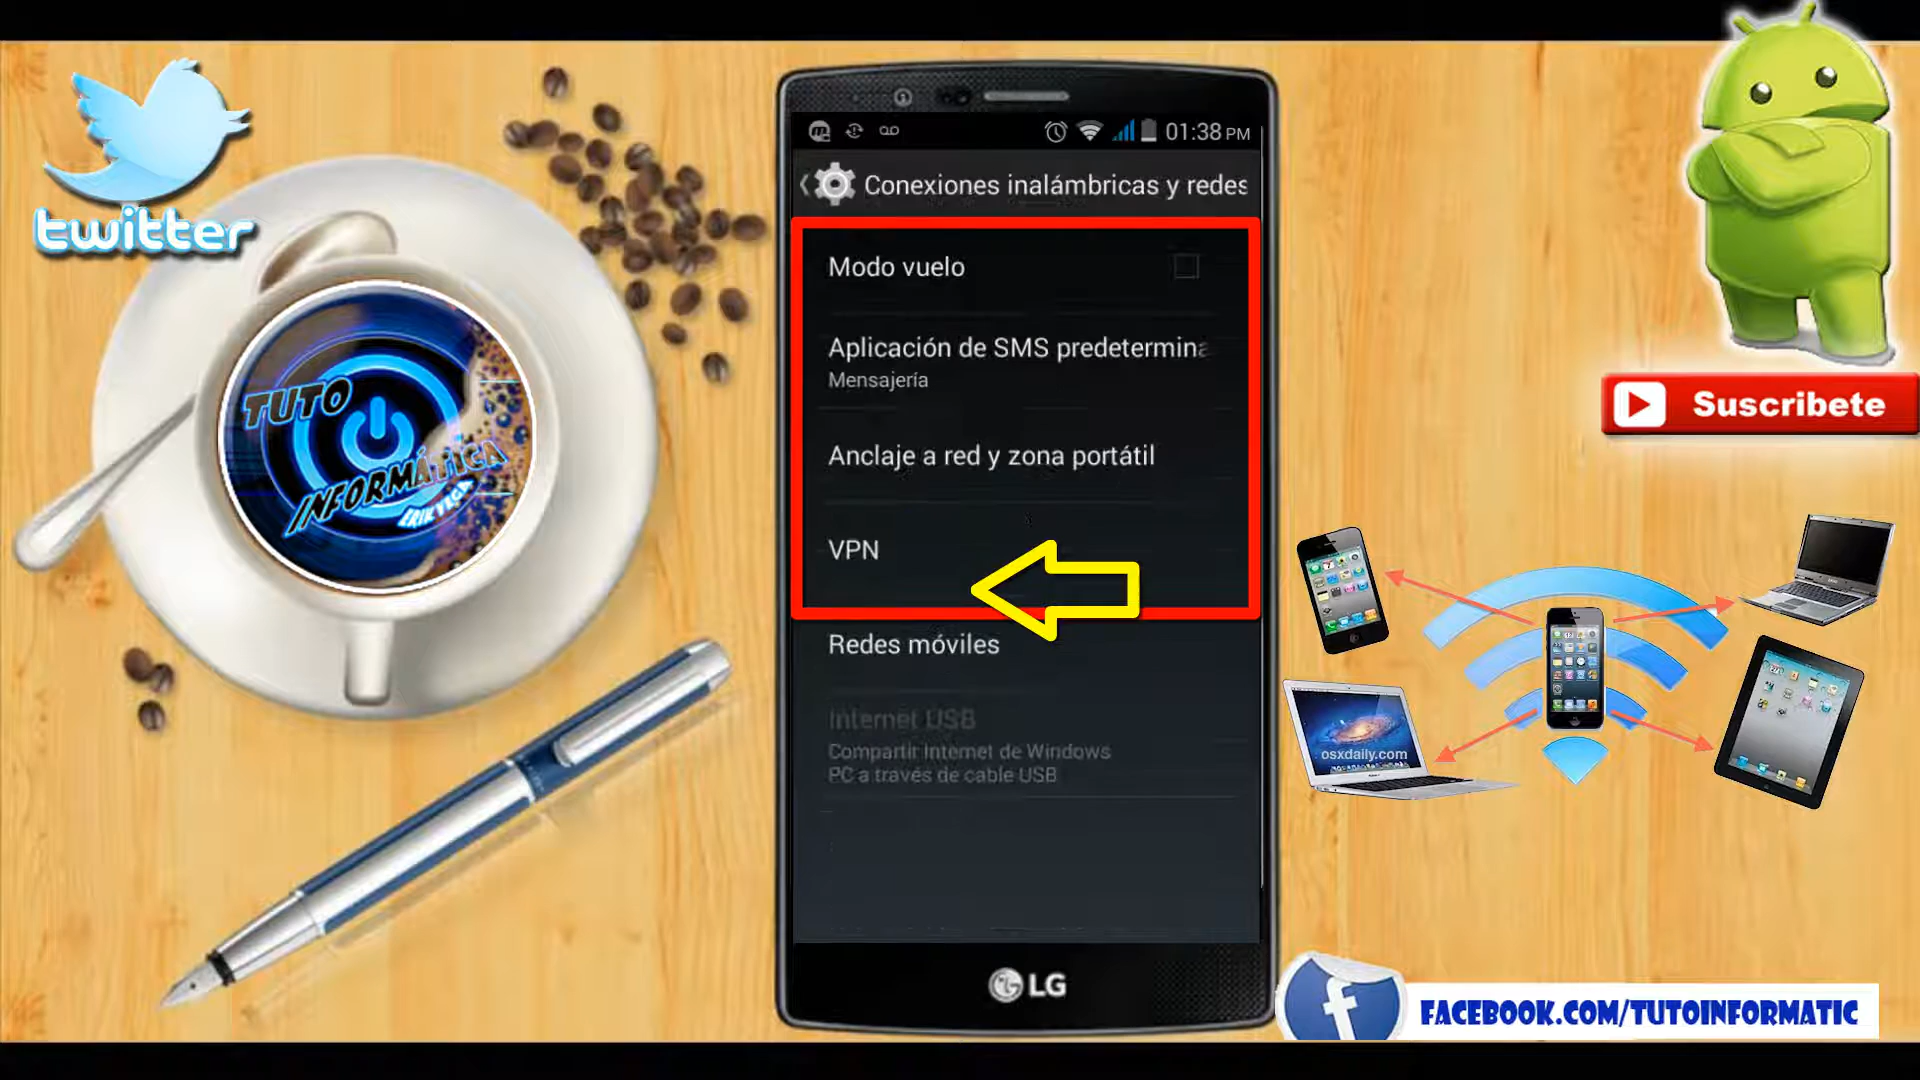 twitter
TUTO
INFORMÁTICA
ERIK VEGA
01:38 PM
Conexiones inalámbricas y redes
Modo vuelo
Aplicación de SMS predetermina
Mensajería
Anclaje a red y zona portátil
VPN
Redes móviles
Internet USB
Compartir Internet de Windows
PC a través de cable USB
LG
Suscribete
osxdaily.com
FACEBOOK.COM/TUTOINFORMATIC